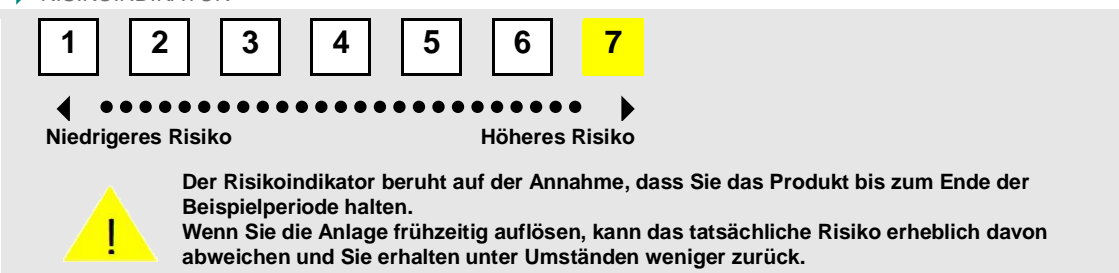 RISIKOINDIKATOR
1 2 3 4 5 6 7
Niedrigeres Risiko Höheres Risiko
Der Risikoindikator beruht auf der Annahme, dass Sie das Produkt bis zum Ende der
Beispielperiode halten.
Wenn Sie die Anlage frühzeitig auflösen, kann das tatsächliche Risiko erheblich davon
abweichen und Sie erhalten unter Umständen weniger zurück.